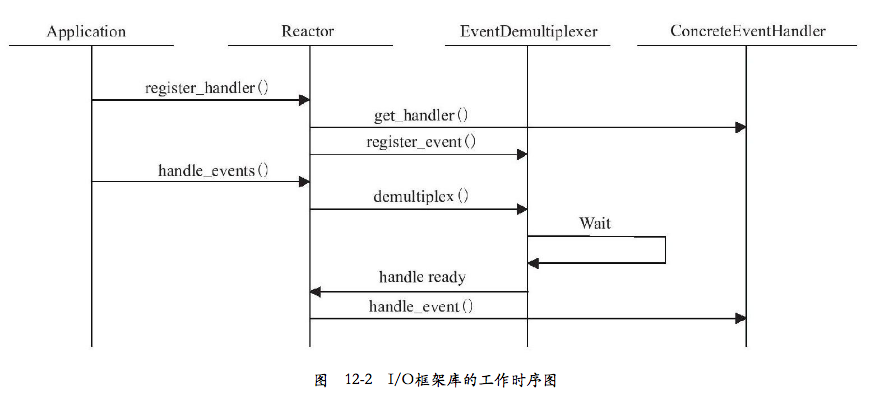 Application Reactor EventDemultiplexer ConcreteEventHandler
register_handler()
get_handler()
register_event()
handle_events()
demultiplex()
Wait
handle ready
handle_event()
图 12-2 I/O框架库的工作时序图